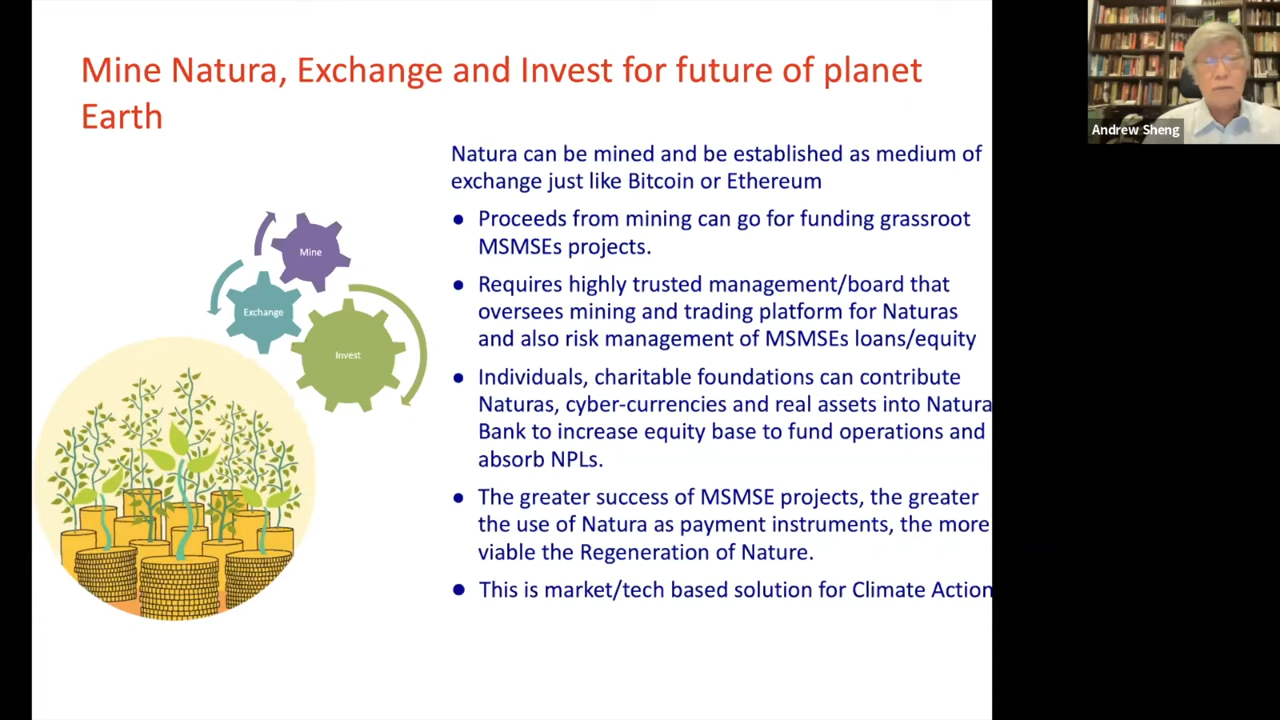 Mine Natura, Exchange and Invest for future of planet
Earth
Natura can be mined and be established as medium of
exchange just like Bitcoin or Ethereum
● Proceeds from mining can go for funding grassroot
MSMSEs projects.
● Requires highly trusted management/board that
oversees mining and trading platform for Naturas
and also risk management of MSMSEs loans/equity
● Individuals, charitable foundations can contribute
Naturas, cyber-currencies and real assets into Natura
Bank to increase equity base to fund operations and
absorb NPLs.
● The greater success of MSMSE projects, the greater
the use of Natura as payment instruments, the more
viable the Regeneration of Nature.
● This is market/tech based solution for Climate Action
Mine
Exchange
Invest
Andrew Sheng